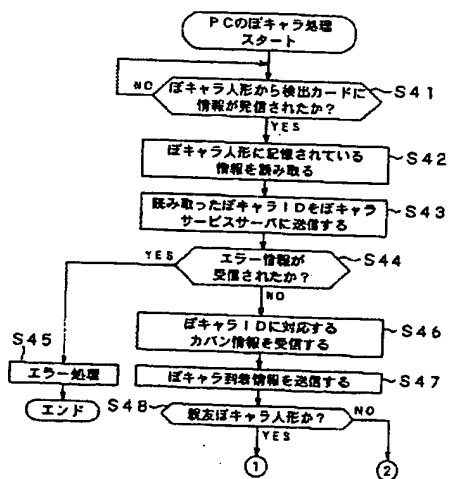 PCのぽキャラ処理
スタート
ぽキャラ人形から検出カードに
情報が発信されたか?
S41
NO
YES
ぽキャラ人形に記憶されている
情報を読み取る
S42
読み取ったぽキャラIDをぽキャラ
サービスサーバに送信する
S43
エラー情報が
受信されたか?
S44
YES
NO
ぽキャラIDに対応する
カバン情報を受信する
S46
S45
エラー処理
ぽキャラ到着情報を送信する
S47
エンド
S48
親友ぽキャラ人形か?
NO
YES
1
2